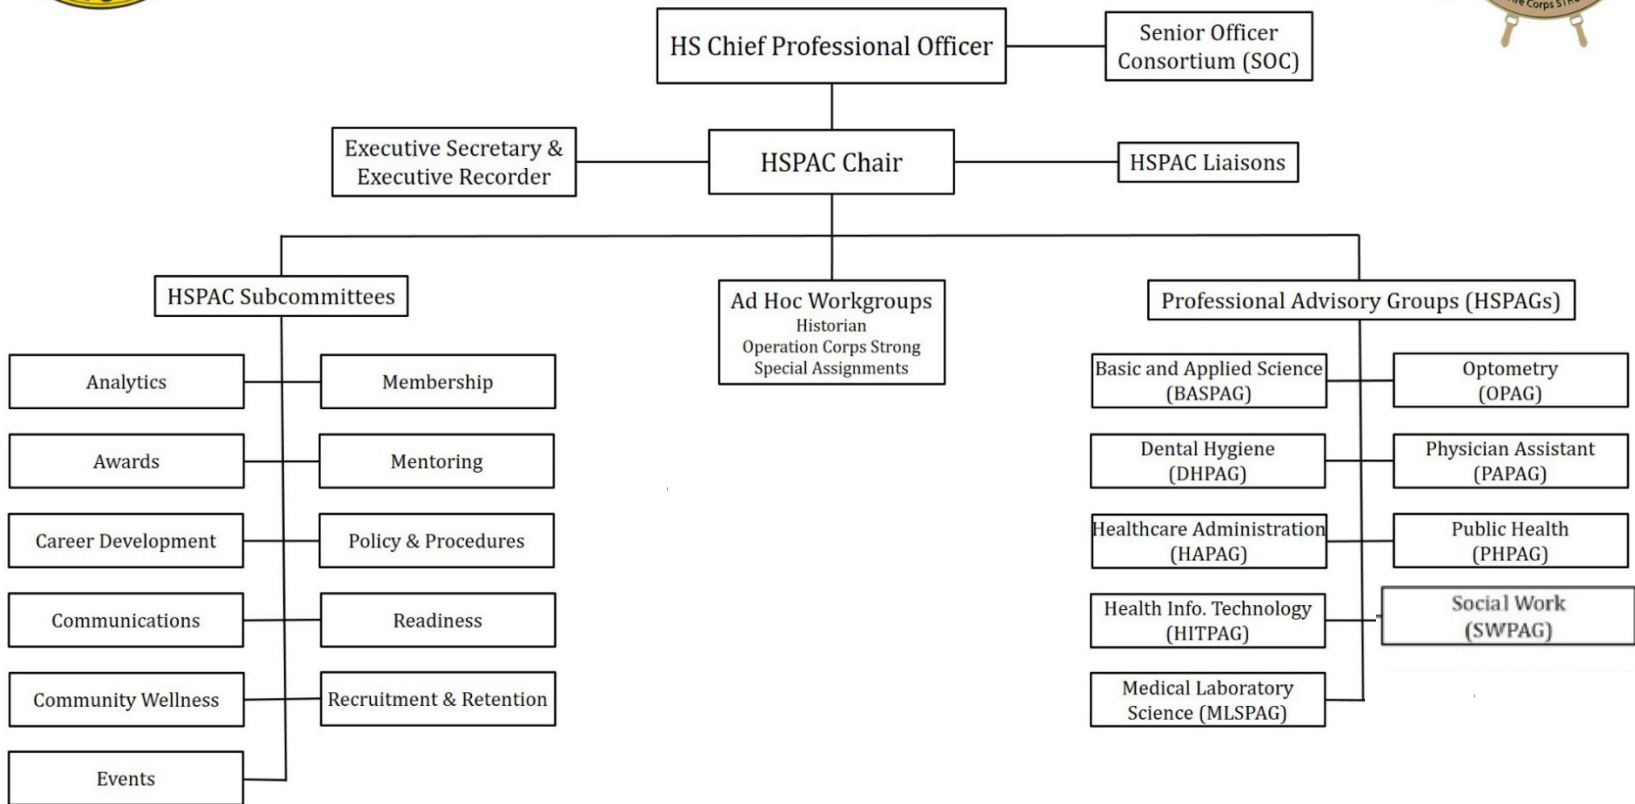 HS Chief Professional Officer
Senior Officer
Consortium (SOC)
Executive Secretary &
Executive Recorder
HSPAC Chair
HSPAC Liaisons
HSPAC Subcommittees
Analytics
Membership
Awards
Mentoring
Career Development
Policy & Procedures
Communications
Readiness
Community Wellness
Recruitment & Retention
Events
Ad Hoc Workgroups
Historian
Operation Corps Strong
Special Assignments
Professional Advisory Groups (HSPAGs)
Basic and Applied Science
(BASPAG)
Optometry
(OPAG)
Dental Hygiene
(DHPAG)
Physician Assistant
(PAPAG)
Healthcare Administration
(HAPAG)
Public Health
(PHPAG)
Health Info. Technology
(HITPAG)
Social Work
(SWPAG)
Medical Laboratory
Science (MLSPAG)
Corps